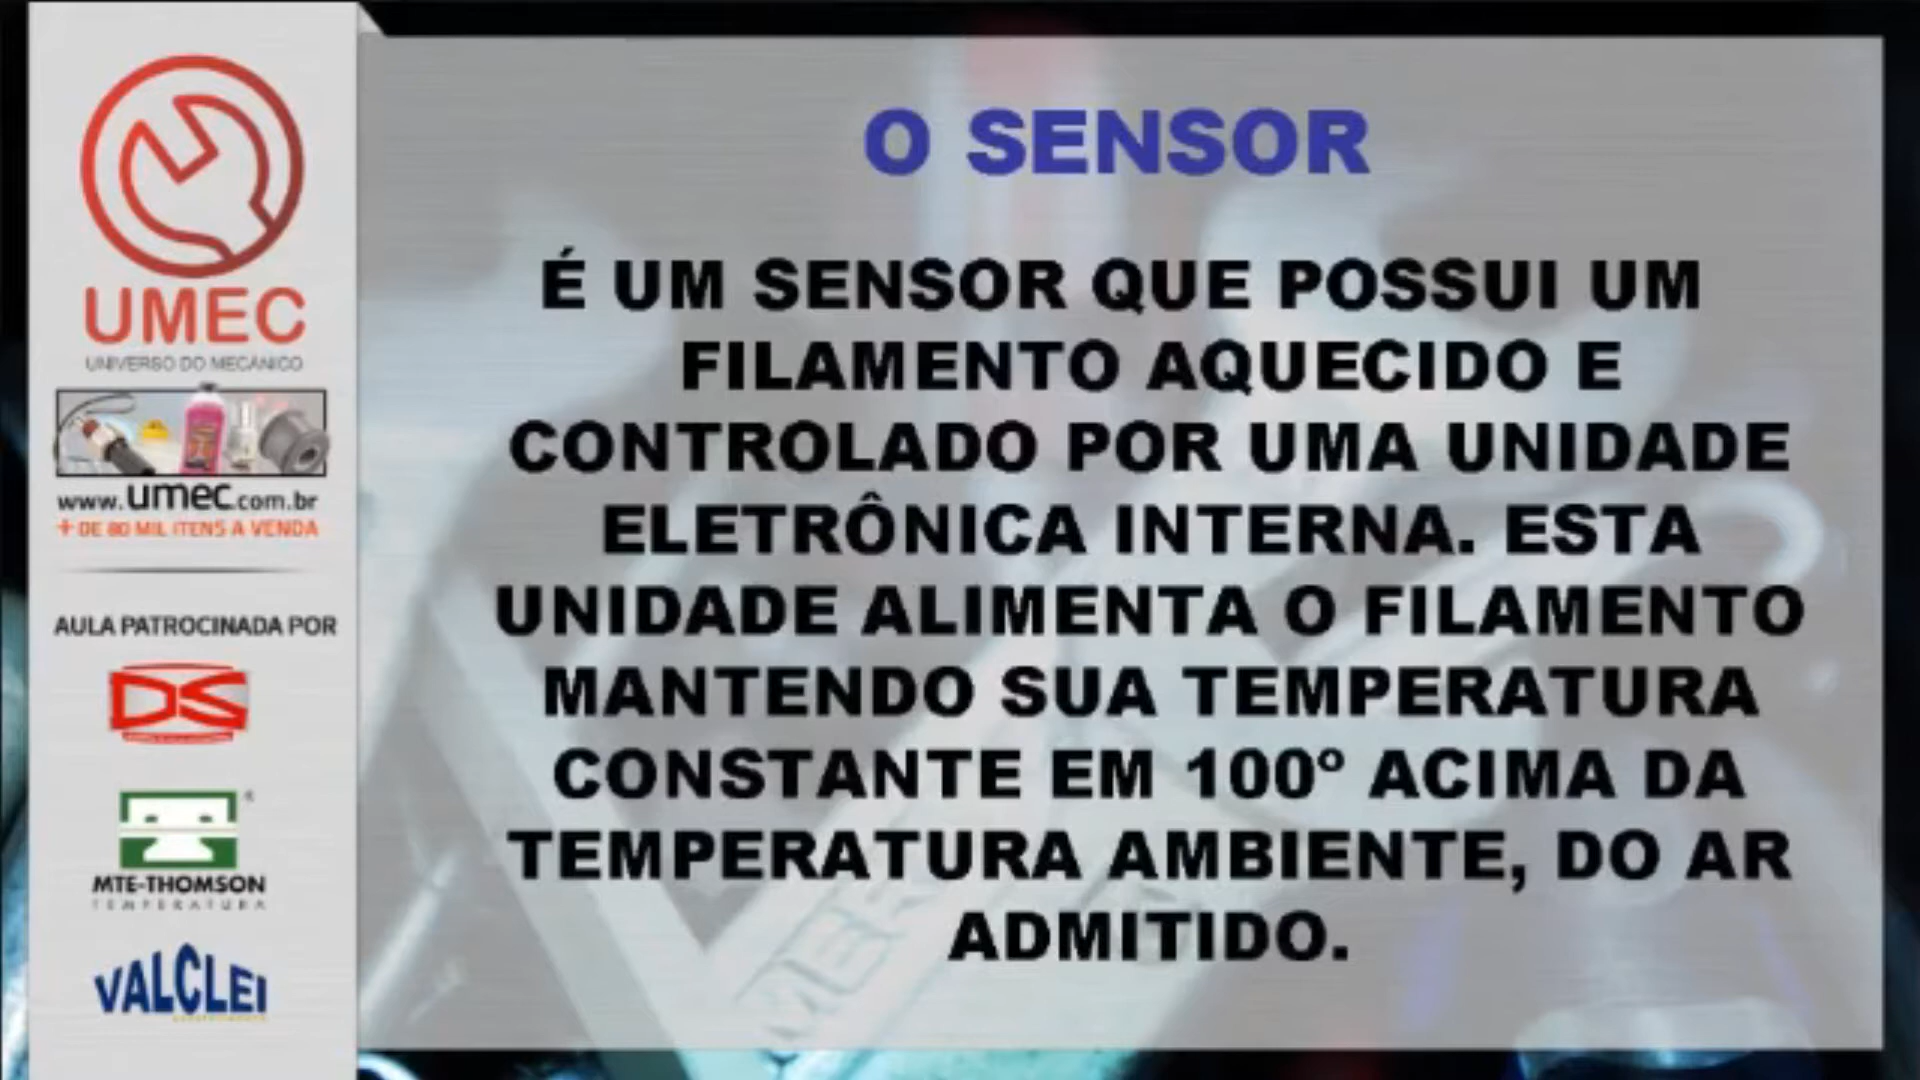 UMEC
UNIVERSO DO MECÂNICO
www.umec.com.br
+ DE 80 MIL ITENS A VENDA
AULA PATROCINADA POR
DS
MTE-THOMSON
TEMPERATURA
VALCLEI
O SENSOR
É UM SENSOR QUE POSSUI UM
FILAMENTO AQUECIDO E
CONTROLADO POR UMA UNIDADE
ELETRÔNICA INTERNA. ESTA
UNIDADE ALIMENTA O FILAMENTO
MANTENDO SUA TEMPERATURA
CONSTANTE EM 100º ACIMA DA
TEMPERATURA AMBIENTE, DO AR
ADMITIDO.